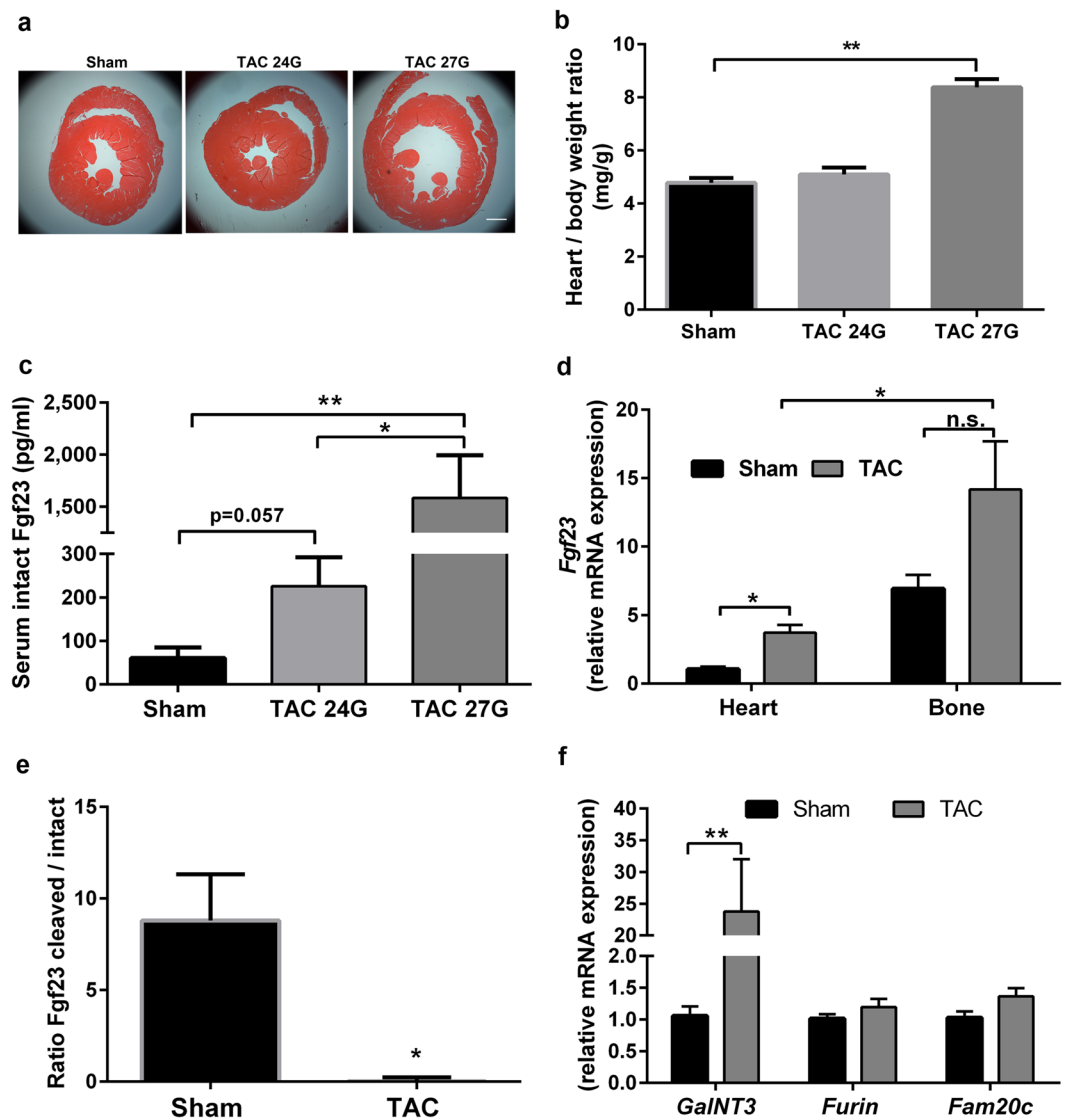 a
Sham TAC 24G TAC 27G
b
Heart / body weight ratio
(mg/g)
10
8
6
4
2
0
**
Sham TAC 24G TAC 27G
c
Serum intact Fgf23 (pg/ml)
2,500
2,000
1,500
300
200
100
0
**
*
p=0.057
Sham TAC 24G TAC 27G
d
Fgf23
(relative mRNA expression)
20
15
10
5
0
*
n.s.
Sham TAC
*
Heart Bone
e
Ratio Fgf23 cleaved / intact
15
10
5
0
*
Sham TAC
f
(relative mRNA expression)
40
35
30
25
20
2.0
1.5
1.0
0.5
0.0
Sham TAC
**
GalNT3 Furin Fam20c